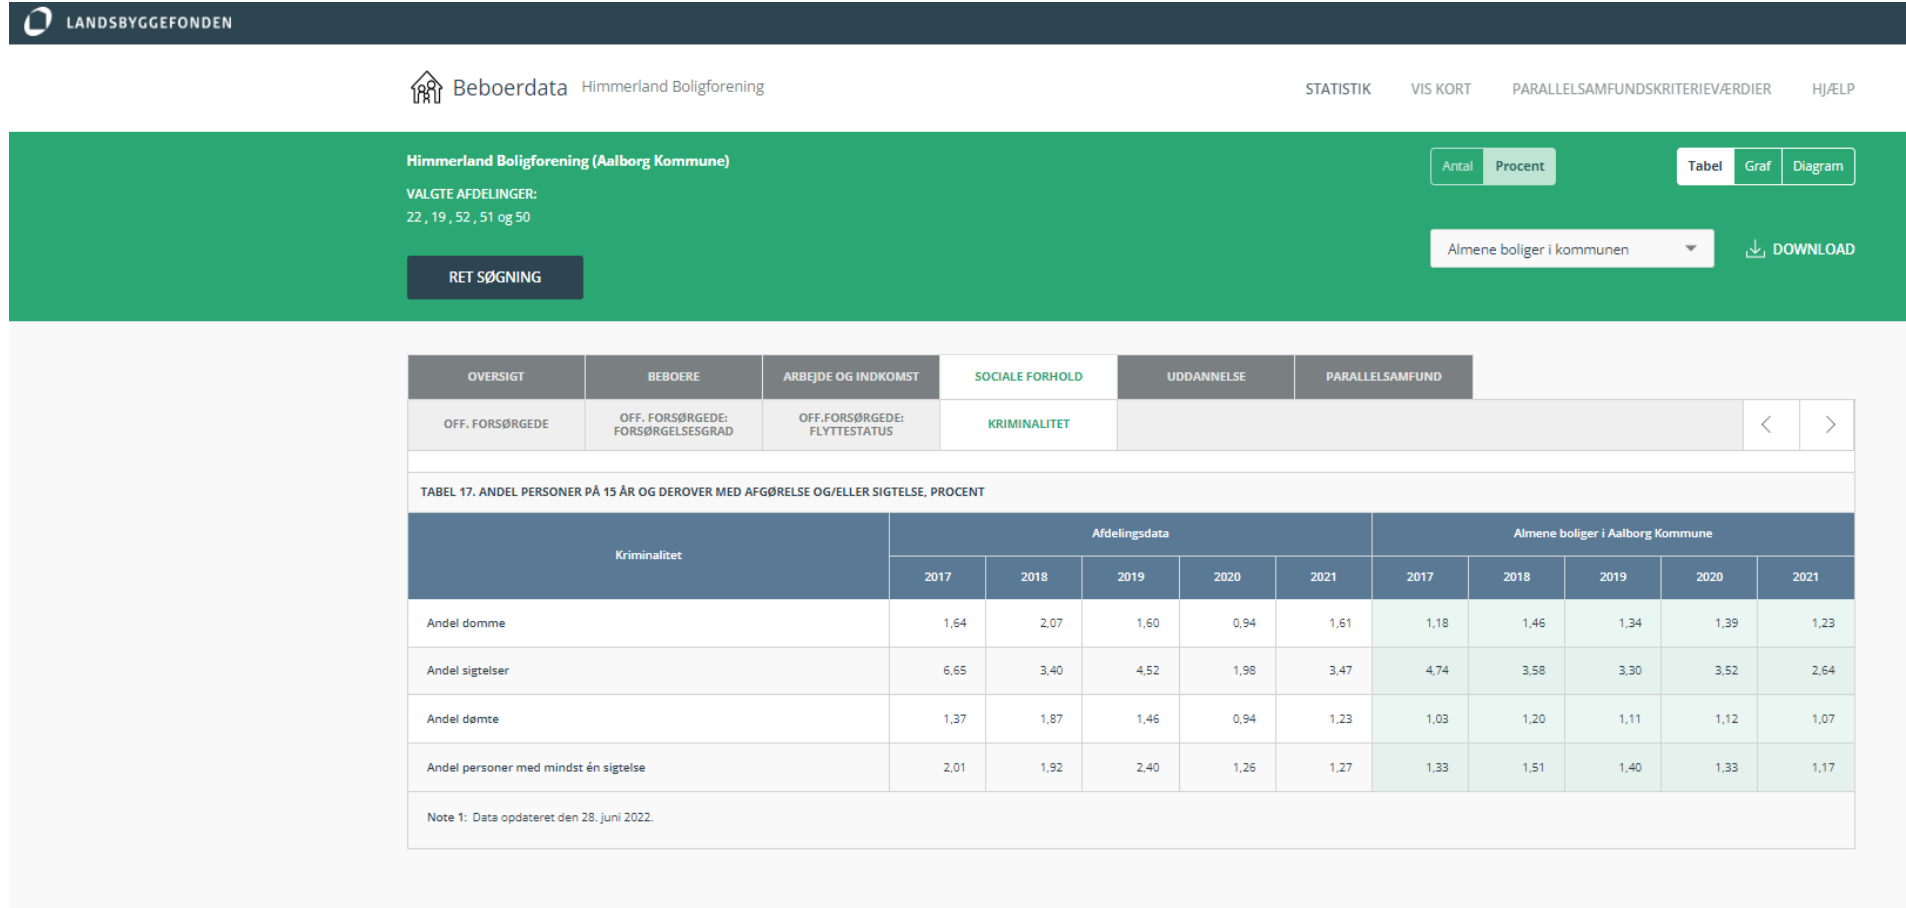 LANDSBYGGEFONDEN
Beboerdata Himmerland Boligforening
STATISTIK VIS KORT PARALLELSAMFUNDSKRITERIEVÆRDIER HJÆLP
Himmerland Boligforening (Aalborg Kommune)
VALGTE AFDELINGER:
22 , 19 , 52 , 51 og 50
RET SØGNING
Antal Procent
Tabel Graf Diagram
Almene boliger i kommunen
DOWNLOAD
OVERSIGT BEBOERE ARBEJDE OG INDKOMST SOCIALE FORHOLD UDDANNELSE PARALLELSAMFUND
OFF. FORSØRGEDE
OFF. FORSØRGEDE:
FORSØRGELSESGRAD
OFF.FORSØRGEDE:
FLYTTESTATUS
KRIMINALITET
TABEL 17. ANDEL PERSONER PÅ 15 ÅR OG DEROVER MED AFGØRELSE OG/ELLER SIGTELSE, PROCENT
Kriminalitet
Afdelingsdata Almene boliger i Aalborg Kommune
2017 2018 2019 2020 2021 2017 2018 2019 2020 2021
Andel domme 1,64 2,07 1,60 0,94 1,61 1,18 1,46 1,34 1,39 1,23
Andel sigtelser 6,65 3,40 4,52 1,98 3,47 4,74 3,58 3,30 3,52 2,64
Andel dømte 1,37 1,87 1,46 0,94 1,23 1,03 1,20 1,11 1,12 1,07
Andel personer med mindst én sigtelse 2,01 1,92 2,40 1,26 1,27 1,33 1,51 1,40 1,33 1,17
Note 1: Data opdateret den 28. juni 2022.